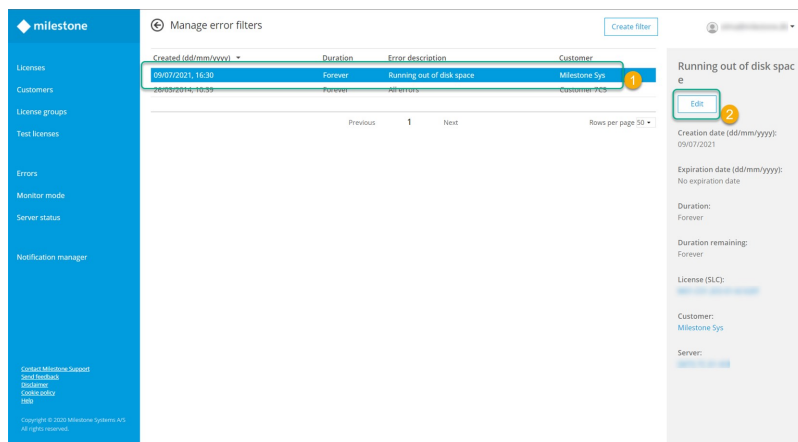 milestone
Manage error filters
Create filter
Licenses
Customers
License groups
Test licenses
Errors
Monitor mode
Server status
Notification manager
Contact Milestone Support
Send feedback
Disclaimer
Cookie policy
Help
Copyright © 2020 Milestone Systems A/S
All rights reserved.
Created (dd/mm/yyyy) Duration Error description Customer
09/07/2021, 16:30 Forever Running out of disk space Milestone Sys
1
26/03/2014, 10:39 Forever All errors Customer 7C5
Previous 1 Next Rows per page 50
Running out of disk spac
e
Edit
2
Creation date (dd/mm/yyyy):
09/07/2021
Expiration date (dd/mm/yyyy):
No expiration date
Duration:
Forever
Duration remaining:
Forever
License (SLC):
Customer:
Milestone Sys
Server: